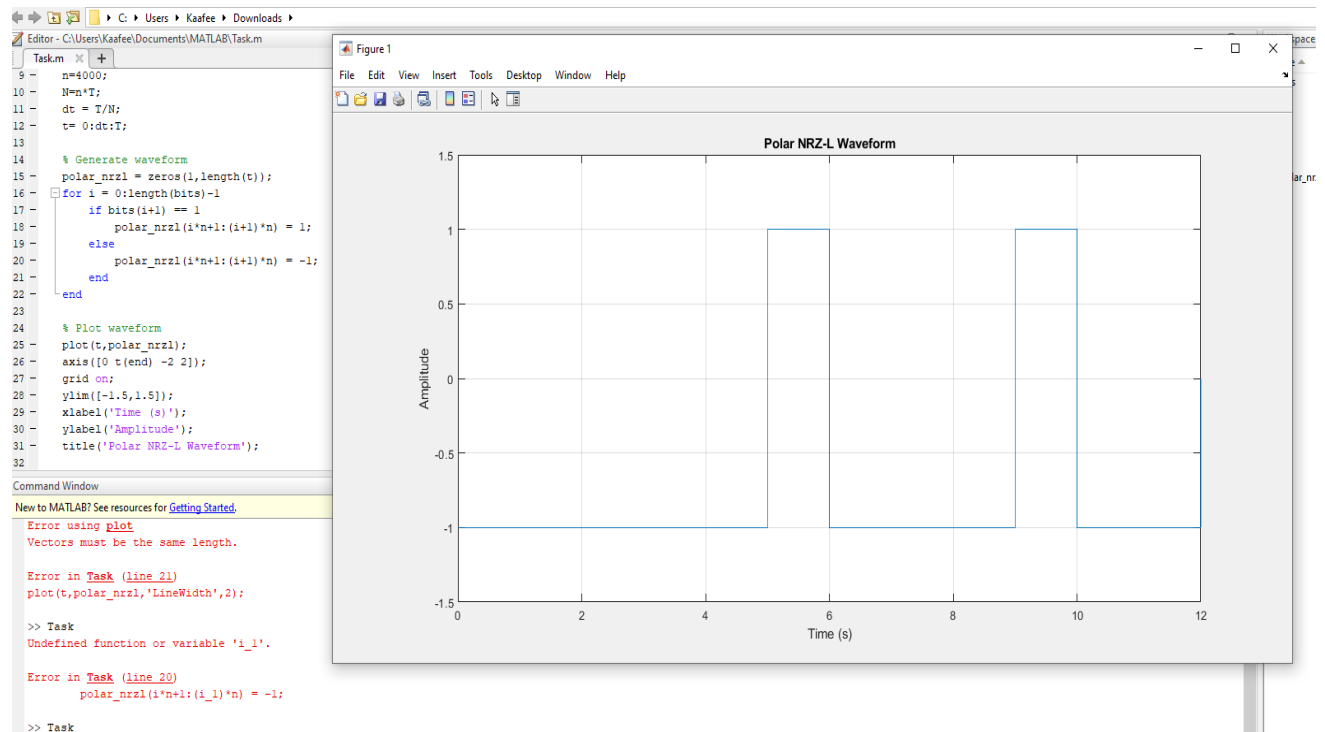 C: Users Kaafee Downloads
Editor - C:\Users\Kaafee\Documents\MATLAB\Task.m
Task.m × +
9 - n=4000;
10 - N=n*T;
11 - dt = T/N;
12 - t= 0:dt:T;
13
14 % Generate waveform
15 - polar_nrzl = zeros(1,length(t));
16 - for i = 0:length(bits)-1
17 - if bits(i+1) == 1
18 - polar_nrzl(i*n+1:(i+1)*n) = 1;
19 - else
20 - polar_nrzl(i*n+1:(i+1)*n) = -1;
21 - end
22 - end
23
24 % Plot waveform
25 - plot(t,polar_nrzl);
26 - axis([0 t(end) -2 2]);
27 - grid on;
28 - ylim([-1.5,1.5]);
29 - xlabel('Time (s)');
30 - ylabel('Amplitude');
31 - title('Polar NRZ-L Waveform');
32
Command Window
New to MATLAB? See resources for Getting Started.
Error using plot
Vectors must be the same length.
Error in Task (line 21)
plot(t,polar_nrzl,'LineWidth',2);
>> Task
Undefined function or variable 'i_1'.
Error in Task (line 20)
polar_nrzl(i*n+1:(i_1)*n) = -1;
>> Task
Figure 1
File Edit View Insert Tools Desktop Window Help
Polar NRZ-L Waveform
1.5
1
0.5
0
-0.5
-1
-1.5
Amplitude
0 2 4 6 8 10 12
Time (s)
space
ar_nr